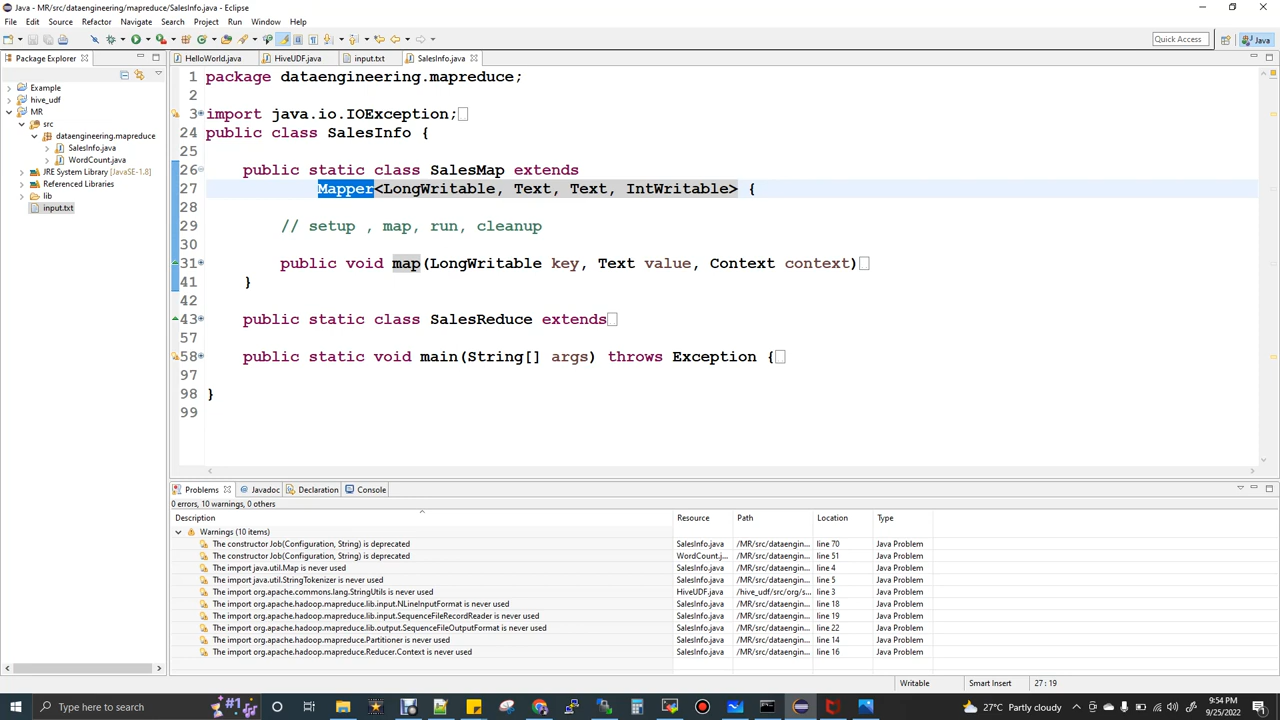 Java - MR/src/dataengineering/mapreduce/SalesInfo.java - Eclipse
File Edit Source Refactor Navigate Search Project Run Window Help
Quick Access
Java
Package Explorer
Example
hive_udf
MR
src
dataengineering.mapreduce
SalesInfo.java
WordCount.java
JRE System Library [JavaSE-1.8]
Referenced Libraries
lib
input.txt
HelloWorld.java HiveUDF.java input.txt SalesInfo.java
1 package dataengineering.mapreduce;
2
3 import java.io.IOException;
24 public class SalesInfo {
25
26 public static class SalesMap extends
27 Mapper<LongWritable, Text, Text, IntWritable> {
28
29 // setup , map, run, cleanup
30
31 public void map(LongWritable key, Text value, Context context)
41 }
42
43 public static class SalesReduce extends
57
58 public static void main(String[] args) throws Exception {
97
98 }
99
Problems Javadoc Declaration Console
0 errors, 10 warnings, 0 others
Description Resource Path Location Type
Warnings (10 items)
The constructor Job(Configuration, String) is deprecated SalesInfo.java /MR/src/dataengin... line 70 Java Problem
The constructor Job(Configuration, String) is deprecated WordCount.j... /MR/src/dataengin... line 51 Java Problem
The import java.util.Map is never used SalesInfo.java /MR/src/dataengin... line 4 Java Problem
The import java.util.StringTokenizer is never used SalesInfo.java /MR/src/dataengin... line 5 Java Problem
The import org.apache.commons.lang.StringUtils is never used HiveUDF.java /hive_udf/src/org/s... line 3 Java Problem
The import org.apache.hadoop.mapreduce.lib.input.NLineInputFormat is never used SalesInfo.java /MR/src/dataengin... line 18 Java Problem
The import org.apache.hadoop.mapreduce.lib.input.SequenceFileRecordReader is never used SalesInfo.java /MR/src/dataengin... line 19 Java Problem
The import org.apache.hadoop.mapreduce.lib.output.SequenceFileOutputFormat is never used SalesInfo.java /MR/src/dataengin... line 22 Java Problem
The import org.apache.hadoop.mapreduce.Partitioner is never used SalesInfo.java /MR/src/dataengin... line 14 Java Problem
The import org.apache.hadoop.mapreduce.Reducer.Context is never used SalesInfo.java /MR/src/dataengin... line 16 Java Problem
Writable Smart Insert 27 : 19
Type here to search
#1
27°C Partly cloudy
9:54 PM
9/25/2022